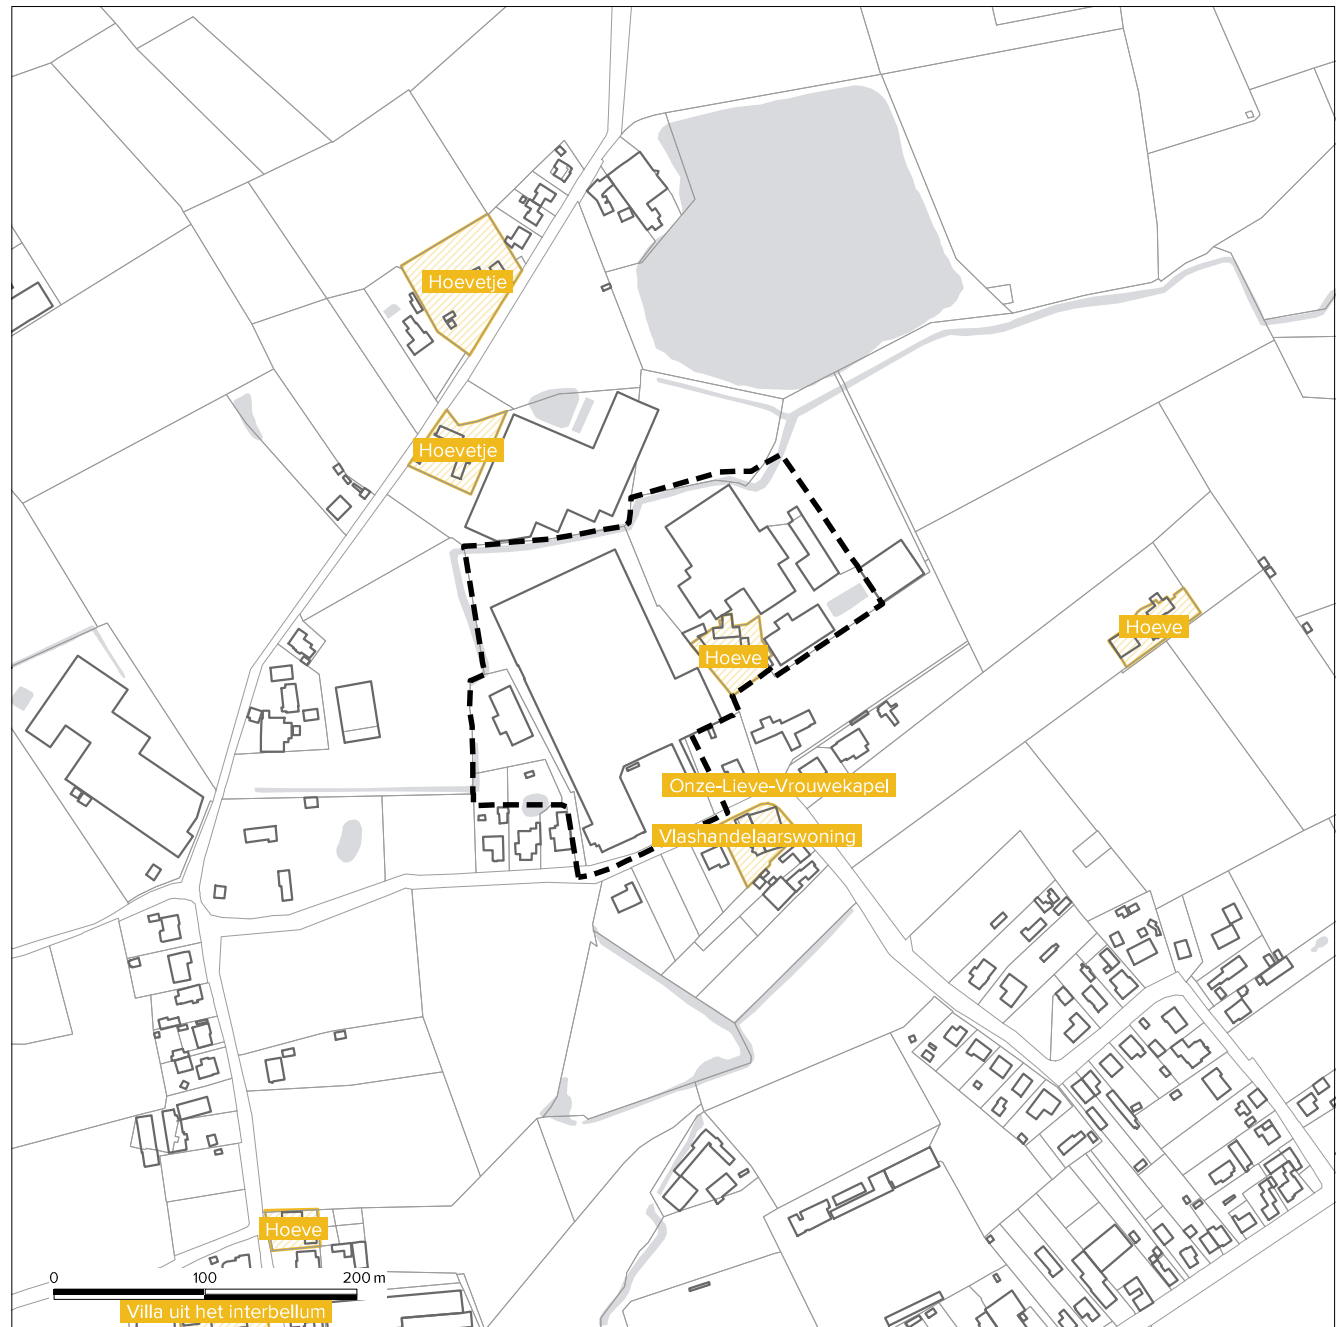 Hoevetje
Hoevetje
Hoeve
Hoeve
Onze-Lieve-Vrouwekapel
Vlashandelaarswoning
Hoeve
0 100 200 m
Villa uit het interbellum